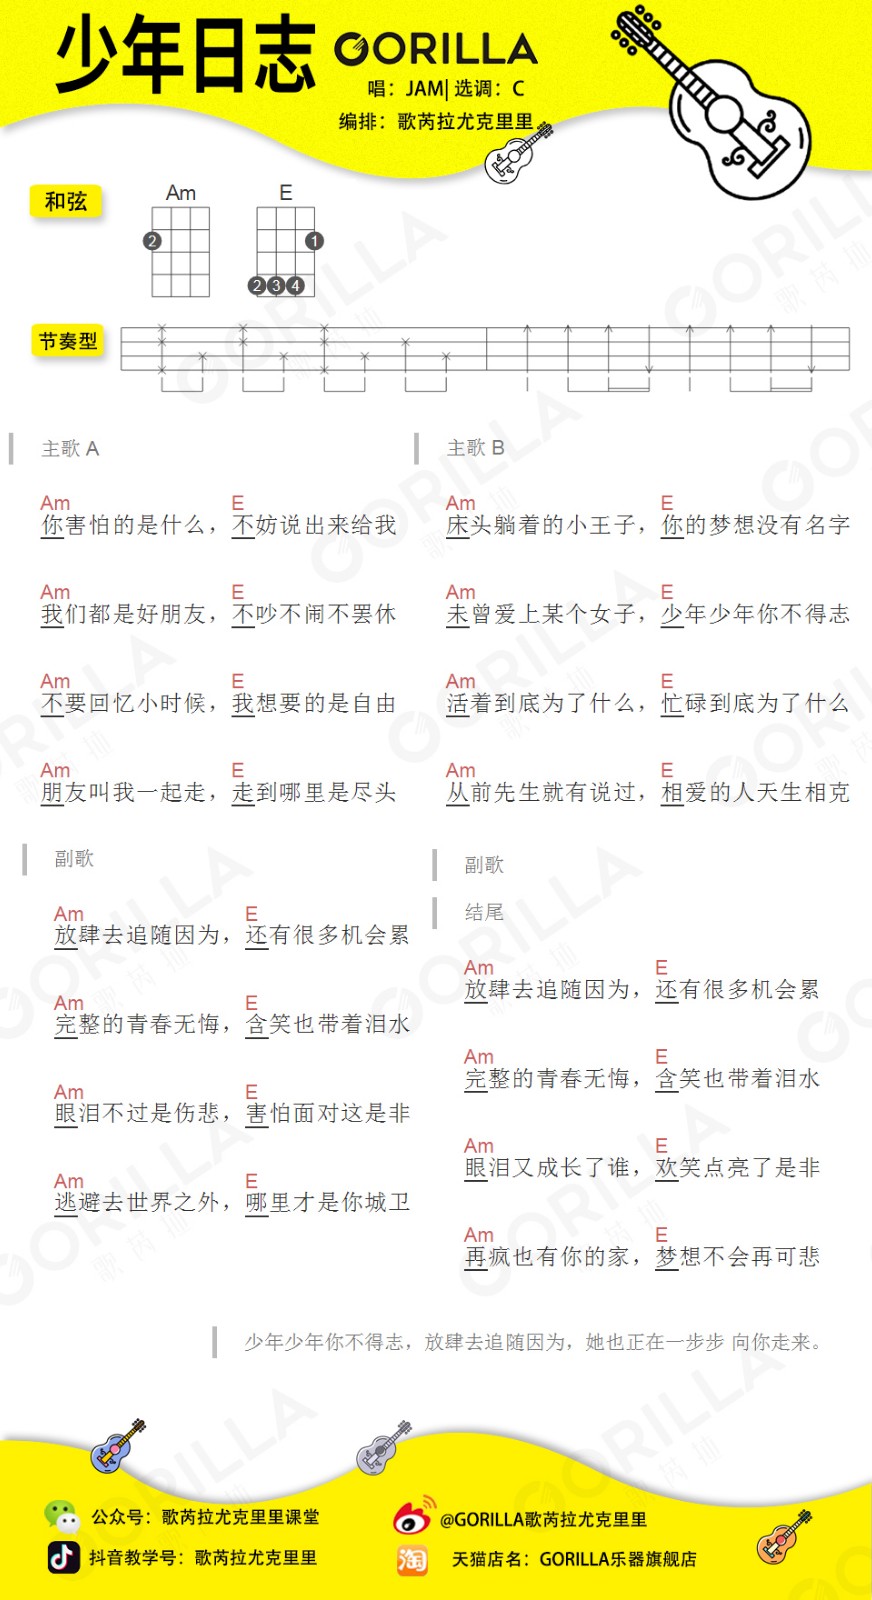 少年日志 GORILLA
唱：JAM| 选调：C
编排：歌芮拉尤克里里
和弦
Am E
2 1
2 3 4
节奏型
主歌 A
Am E
你害怕的是什么，不妨说出来给我
Am E
我们都是好朋友，不吵不闹不罢休
Am E
不要回忆小时候，我想要的是自由
Am E
朋友叫我一起走，走到哪里是尽头
主歌 B
Am E
床头躺着的小王子，你的梦想没有名字
Am E
未曾爱上某个女子，少年少年你不得志
Am E
活着到底为了什么，忙碌到底为了什么
Am E
从前先生就有说过，相爱的人天生相克
副歌
Am E
放肆去追随因为，还有很多机会累
Am E
完整的青春无悔，含笑也带着泪水
Am E
眼泪不过是伤悲，害怕面对这是非
Am E
逃避去世界之外，哪里才是你城卫
副歌
结尾
Am E
放肆去追随因为，还有很多机会累
Am E
完整的青春无悔，含笑也带着泪水
Am E
眼泪又成长了谁，欢笑点亮了是非
Am E
再疯也有你的家，梦想不会再可悲
少年少年你不得志，放肆去追随因为，她也正在一步步 向你走来。
公众号：歌芮拉尤克里里课堂
@GORILLA歌芮拉尤克里里
抖音教学号：歌芮拉尤克里里
淘 天猫店名：GORILLA乐器旗舰店